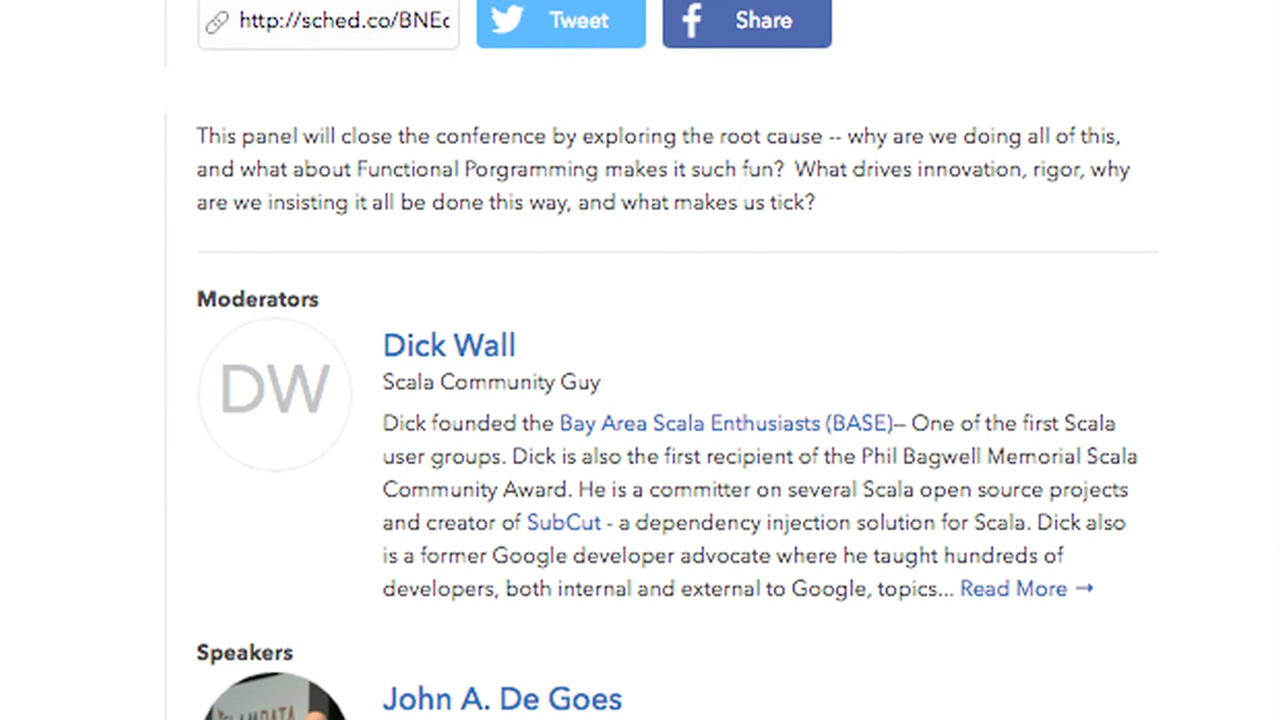 http://sched.co/BNEc
Tweet
Share
This panel will close the conference by exploring the root cause -- why are we doing all of this,
and what about Functional Porgramming makes it such fun?  What drives innovation, rigor, why
are we insisting it all be done this way, and what makes us tick?
Moderators
DW
Dick Wall
Scala Community Guy
Dick founded the Bay Area Scala Enthusiasts (BASE)– One of the first Scala
user groups. Dick is also the first recipient of the Phil Bagwell Memorial Scala
Community Award. He is a committer on several Scala open source projects
and creator of SubCut - a dependency injection solution for Scala. Dick also
is a former Google developer advocate where he taught hundreds of
developers, both internal and external to Google, topics... Read More →
Speakers
John A. De Goes